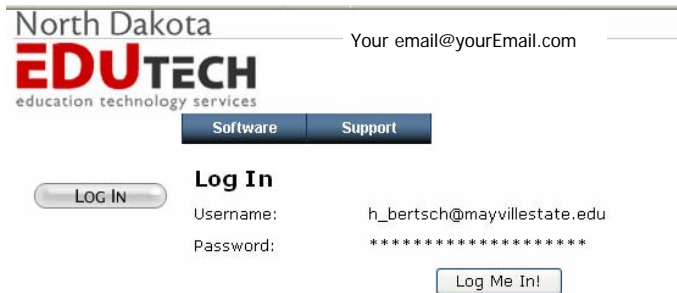 North Dakota
Your email@yourEmail.com
EDUTECH
education technology services
Software Support
LOG IN
Log In
Username: h_bertsch@mayvillestate.edu
Password: ********************
Log Me In!